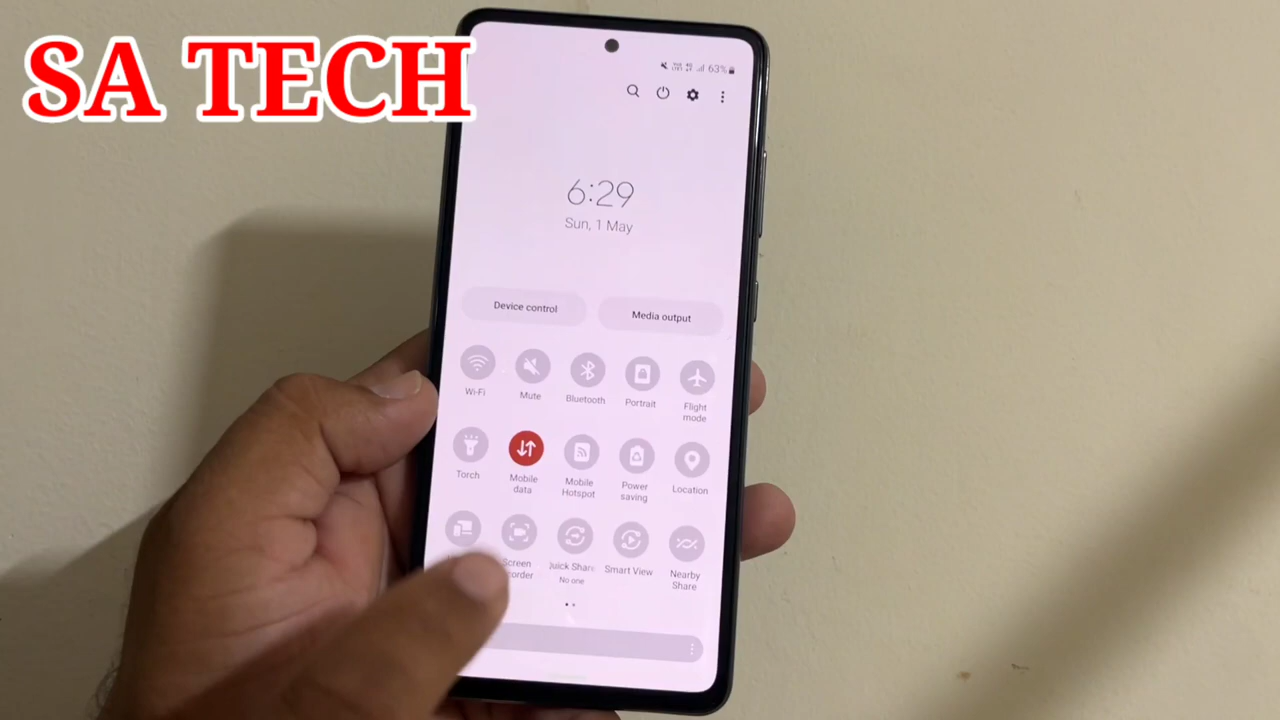 SA TECH
63%
6:29
Sun, 1 May
Device control
Media output
Wi-Fi
Mute
Bluetooth
Portrait
Flight
mode
Torch
Mobile
data
Mobile
Hotspot
Power
saving
Location
Screen
Quick Share
No one
Smart View
Nearby
Share